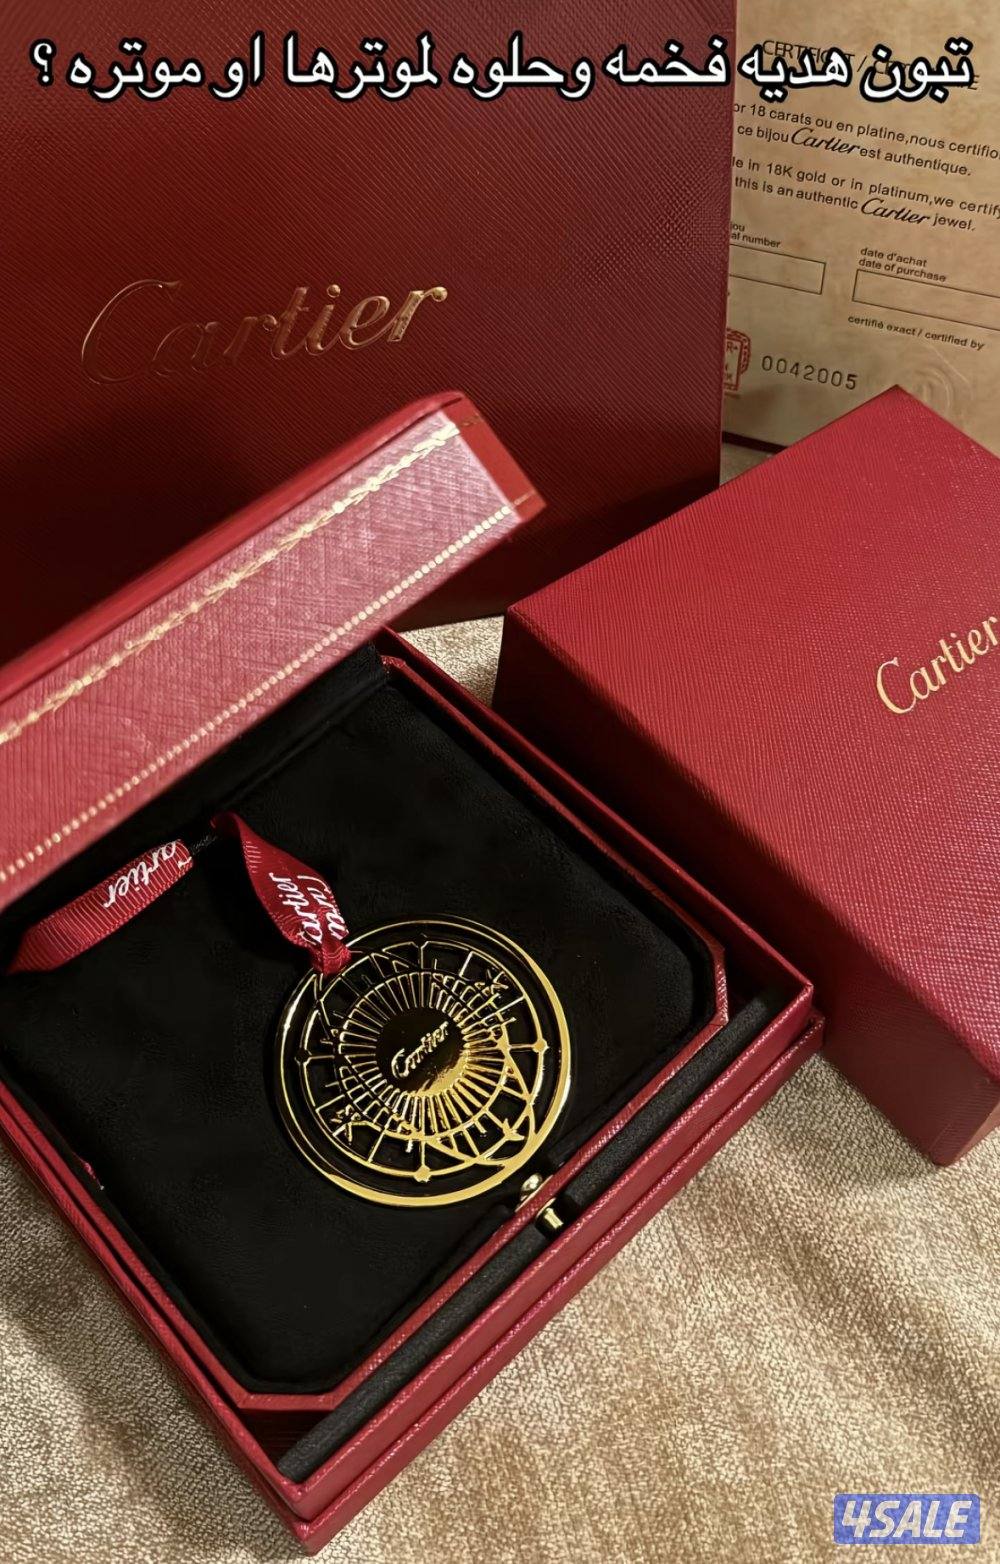 تبون هديه فخمه وحلوه لموترها او موتره ؟
or 18 carats ou en platine,nous certifio
ce bijou Cartier est authentique.
le in 18K gold or in platinum,we certify
this is an authentic Cartier jewel.
al number
date d'achat
date of purchase
certifié exact / certified by
0042005
Cartier
Cartier
Cartier
Cartier
Cartier
4SALE